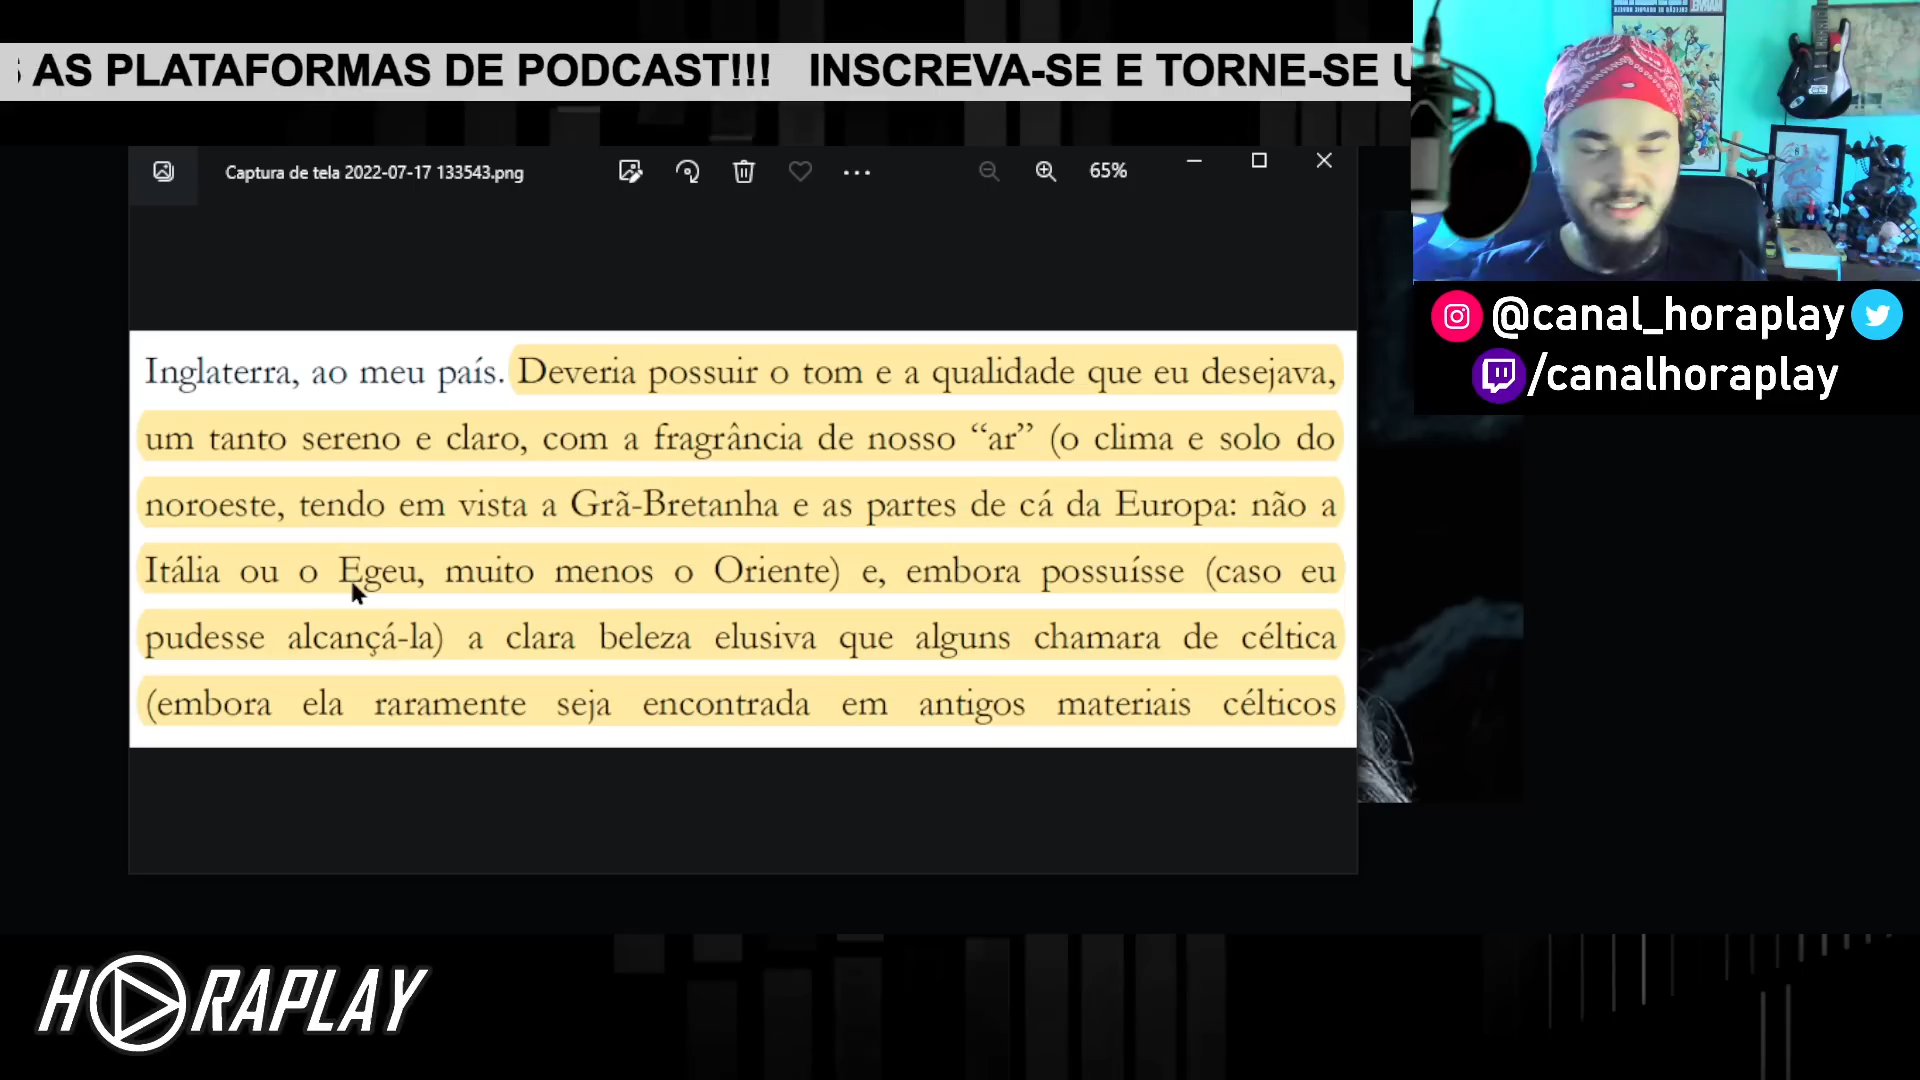 AS PLATAFORMAS DE PODCAST!!! INSCREVA-SE E TORNE-SE
Captura de tela 2022-07-17 133543.png
65%
@canal_horaplay
/canalhoraplay
Inglaterra, ao meu país. Deveria possuir o tom e a qualidade que eu desejava,
um tanto sereno e claro, com a fragrância de nosso “ar” (o clima e solo do
noroeste, tendo em vista a Grã-Bretanha e as partes de cá da Europa: não a
Itália ou o Egeu, muito menos o Oriente) e, embora possuísse (caso eu
pudesse alcançá-la) a clara beleza elusiva que alguns chamara de céltica
(embora ela raramente seja encontrada em antigos materiais célticos
HORAPLAY